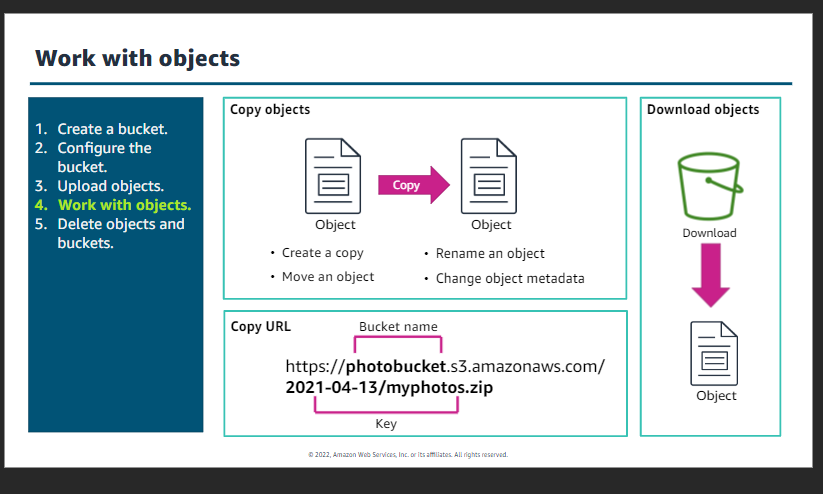 Work with objects
1. Create a bucket.
2. Configure the
bucket.
3. Upload objects.
4. Work with objects.
5. Delete objects and
buckets.
Copy objects
Copy
Object
Object
• Create a copy
• Move an object
• Rename an object
• Change object metadata
Copy URL
Bucket name
https://photobucket.s3.amazonaws.com/
2021-04-13/myphotos.zip
Key
Download objects
Download
Object
© 2022, Amazon Web Services, Inc. or its affiliates. All rights reserved.